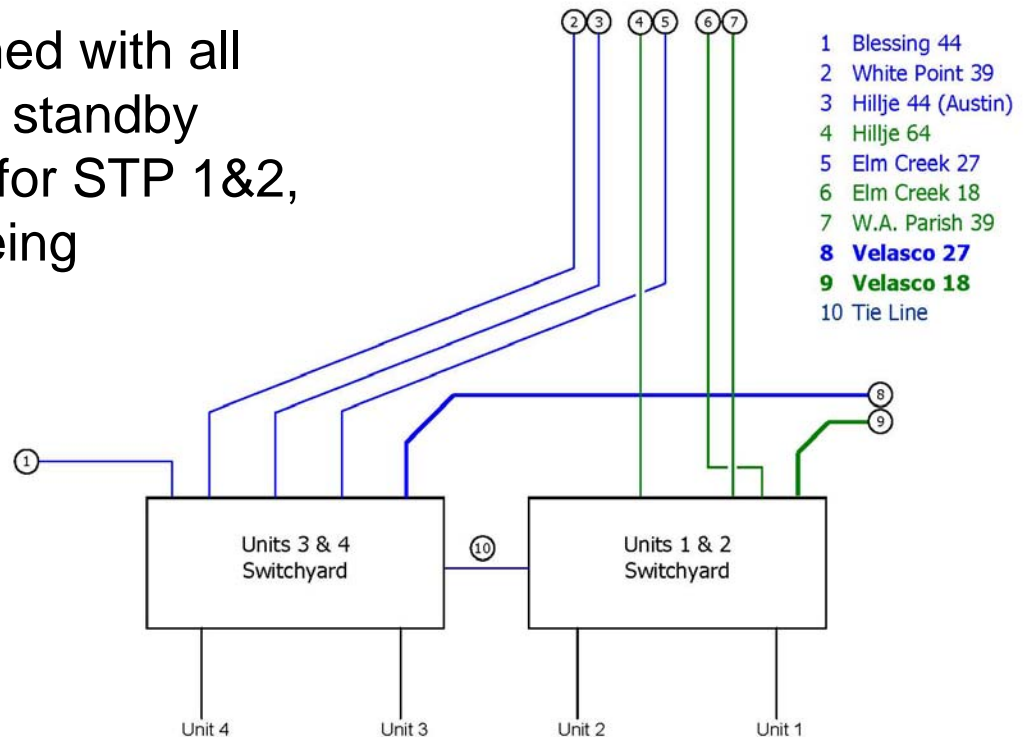 ned with all
standby
for STP 1&2,
eing
2 3 4 5 6 7
1 Blessing 44
2 White Point 39
3 Hillje 44 (Austin)
4 Hillje 64
5 Elm Creek 27
6 Elm Creek 18
7 W.A. Parish 39
8 Velasco 27
9 Velasco 18
10 Tie Line
8
9
1
Units 3 & 4
Switchyard
10
Units 1 & 2
Switchyard
Unit 4
Unit 3
Unit 2
Unit 1